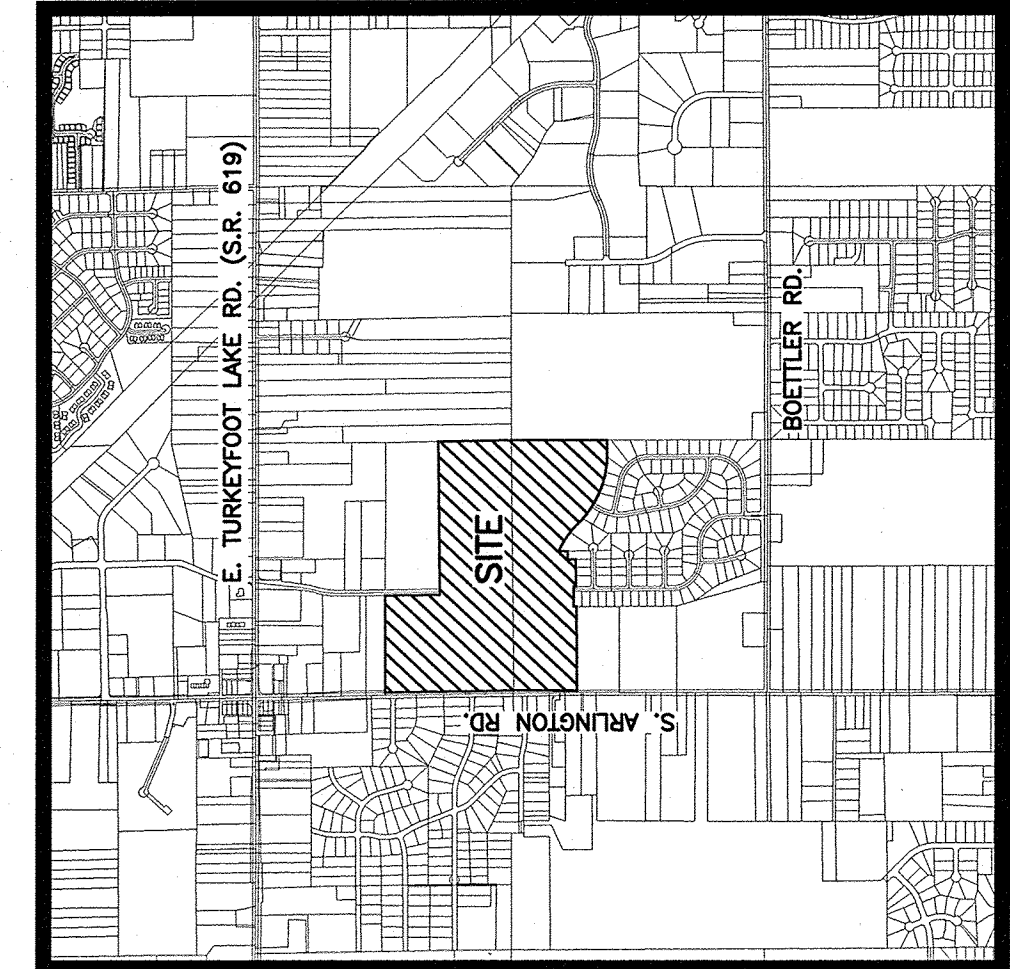 E. TURKEYFOOT LAKE RD. (S.R. 619)
BOETTLER RD.
SITE
S. ARLINGTON RD.